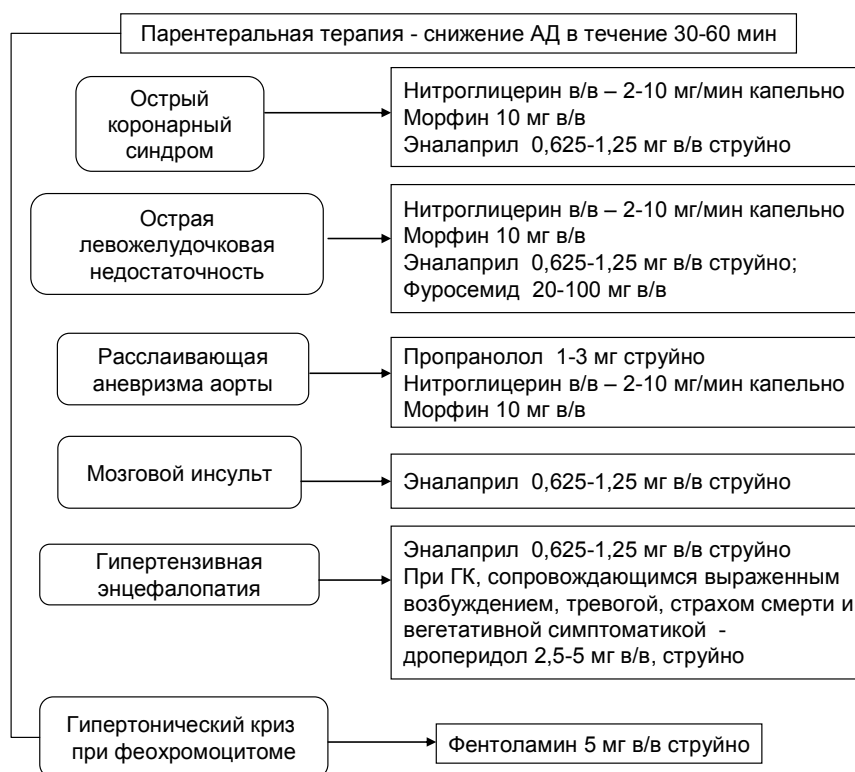 Парентеральная терапия - снижение АД в течение 30-60 мин
Острый
коронарный
синдром
Нитроглицерин в/в – 2-10 мг/мин капельно
Морфин 10 мг в/в
Эналаприл 0,625-1,25 мг в/в струйно
Острая
левожелудочковая
недостаточность
Нитроглицерин в/в – 2-10 мг/мин капельно
Морфин 10 мг в/в
Эналаприл 0,625-1,25 мг в/в струйно;
Фуросемид 20-100 мг в/в
Расслаивающая
аневризма аорты
Пропранолол 1-3 мг струйно
Нитроглицерин в/в – 2-10 мг/мин капельно
Морфин 10 мг в/в
Мозговой инсульт
Эналаприл 0,625-1,25 мг в/в струйно
Гипертензивная
энцефалопатия
Эналаприл 0,625-1,25 мг в/в струйно
При ГК, сопровождающимся выраженным
возбуждением, тревогой, страхом смерти и
вегетативной симптоматикой -
дроперидол 2,5-5 мг в/в, струйно
Гипертонический криз
при феохромоцитоме
Фентоламин 5 мг в/в струйно